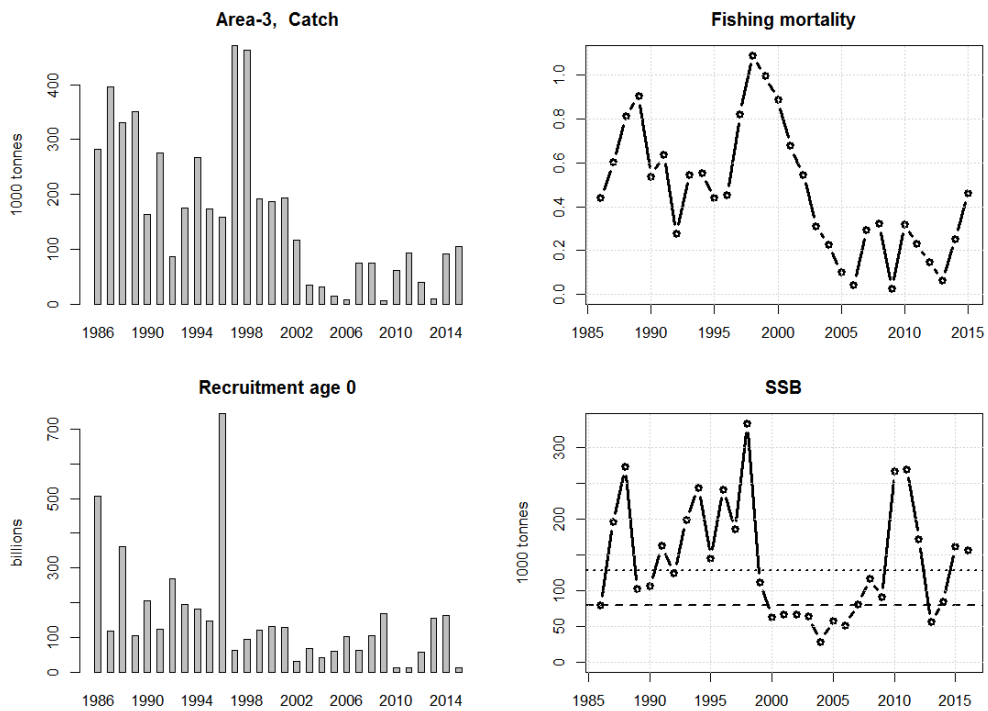 Area-3, Catch
1000 tonnes
0 100 200 300 400
1986 1990 1994 1998 2002 2006 2010 2014
Fishing mortality
0.0 0.2 0.4 0.6 0.8 1.0
1985 1990 1995 2000 2005 2010 2015
Recruitment age 0
billions
0 100 300 500 700
1986 1990 1994 1998 2002 2006 2010 2014
SSB
1000 tonnes
0 50 100 200 300
1985 1990 1995 2000 2005 2010 2015